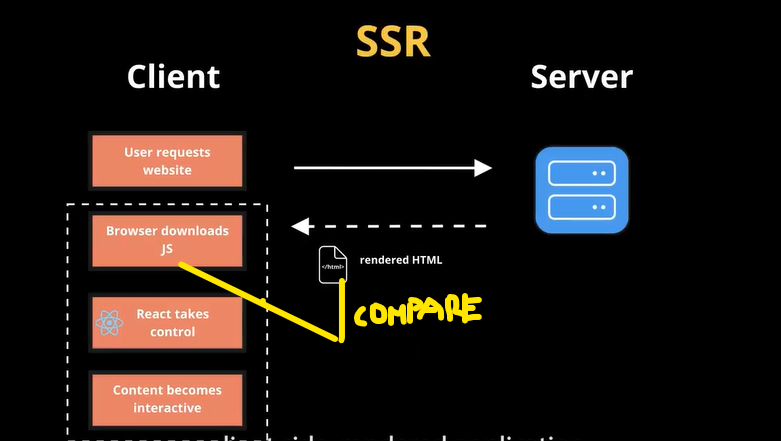 SSR
Client
Server
User requests
website
Browser downloads
JS
</html>
rendered HTML
COMPARE
React takes
control
Content becomes
interactive